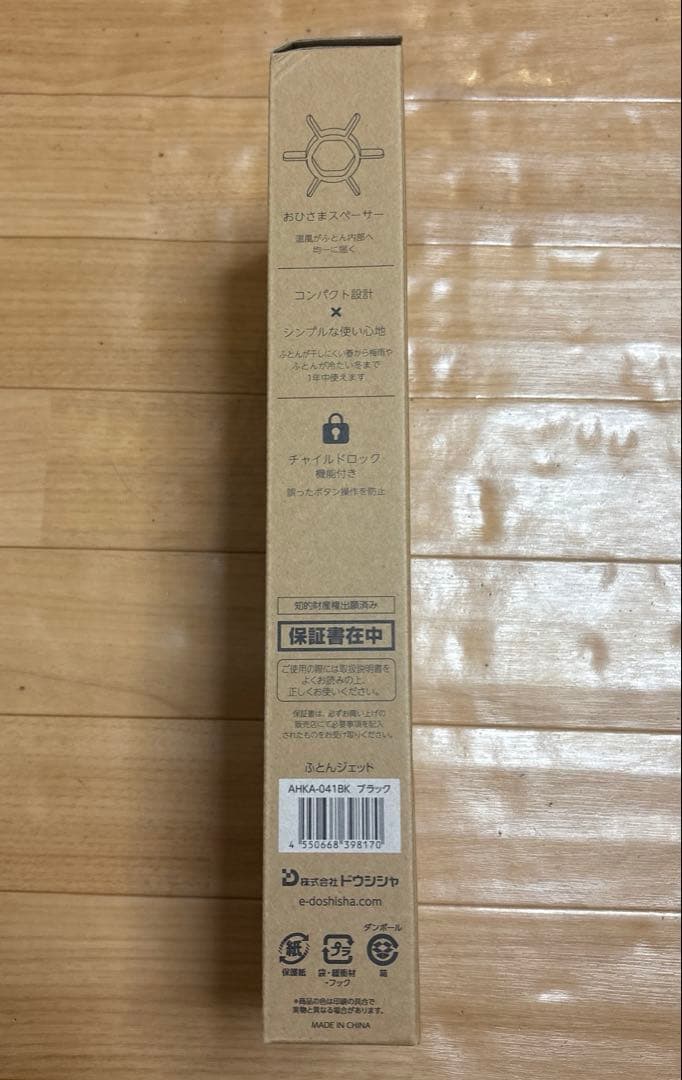 おひさまスペーサー
温風がふとん内部へ
均一に届く
コンパクト設計
×
シンプルな使い心地
ふとんが干しにくい春から梅雨や
ふとんが冷たい冬まで
1年中使えます
チャイルドロック
機能付き
誤ったボタン操作を防止
知的財産権出願済み
保証書在中
ご使用の際には取扱説明書を
よくお読みの上、
正しくお使いください。
保証書は、必ずお買い上げの
販売店にて必要事項を記入
されたものをお受け取りください。
ふとんジェット
AHKA-041BK ブラック
4 550668 398170
株式会社ドウシシャ
e-doshisha.com
ダンボール
紙
プラ
保護紙
袋・緩衝材
・フック
箱
*商品の色は印刷の具合で
実物と異なる場合があります。
MADE IN CHINA